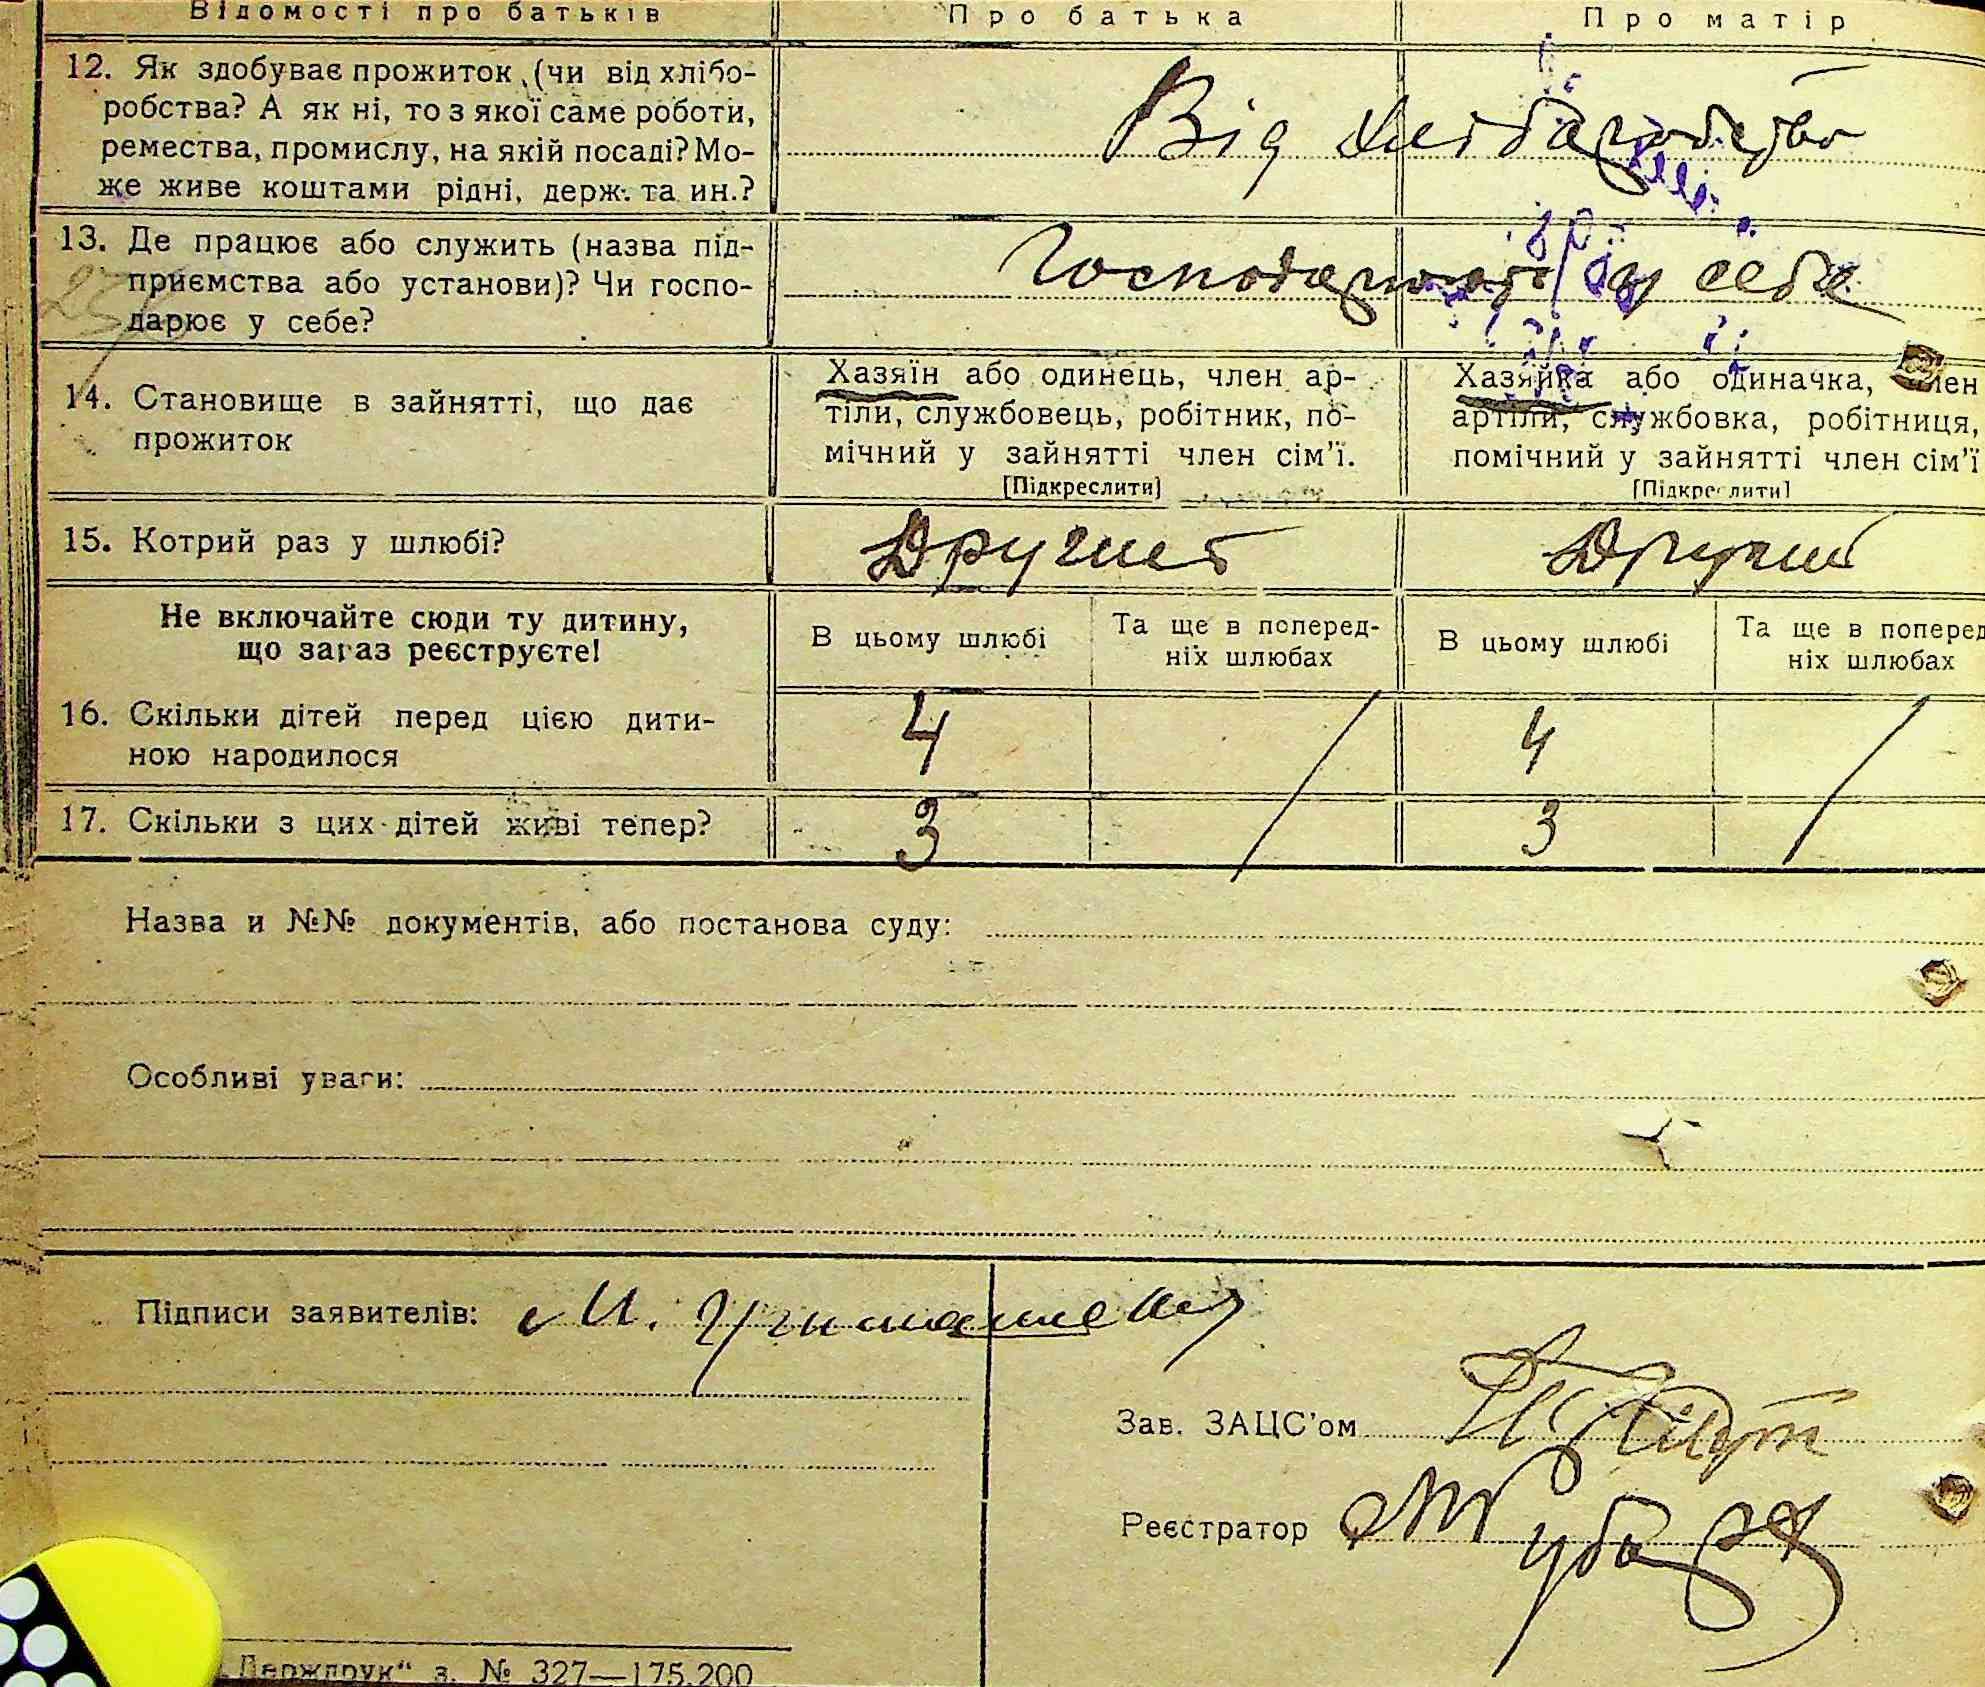 Відомості про батьків
Про батька
Про матір
12. Як здобуває прожиток (чи від хлібо-
робства? А як ні, то з якої саме роботи,
ремества, промислу, на якій посаді? Мо-
же живе коштами рідні, держ. та ин.?
Від хліборобства
13. Де працює або служить (назва під-
приємства або установи)? Чи госпо-
дарює у себе?
у себе
14. Становище в зайнятті, що дає
прожиток
Хазяїн або одинець, член ар-
тіли, службовець, робітник, по-
мічний у зайнятті член сім'ї.
[Підкреслити]
Хазяйка або одиначка, член
артіли, службовка, робітниця,
помічний у зайнятті член сім'ї
[Підкреслити]
15. Котрий раз у шлюбі?
Другий
Другий
Не включайте сюди ту дитину,
що зараз реєструєте!
В цьому шлюбі
Та ще в поперед-
ніх шлюбах
В цьому шлюбі
Та ще в поперед
ніх шлюбах
16. Скільки дітей перед цією дити-
ною народилося
4
4
17. Скільки з цих дітей живі тепер?
3
3
Назва и №№ документів, або постанова суду:
Особливі уваги:
Підписи заявителів: М.
Зав. ЗАЦС'ом
Реєстратор
„Держдрук“ з. № 327—175.200